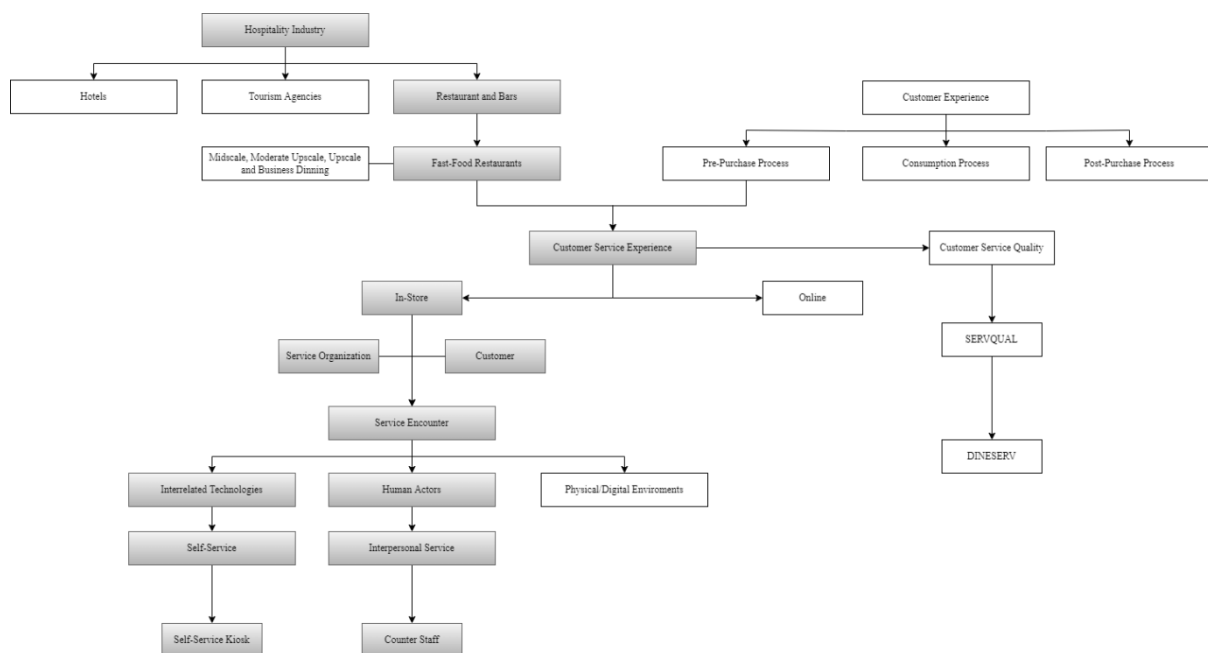 Hospitality Industry
Hotels
Tourism Agencies
Restaurant and Bars
Customer Experience
Midscale, Moderate Upscale, Upscale
and Business Dinning
Fast-Food Restaurants
Pre-Purchase Process
Consumption Process
Post-Purchase Process
Customer Service Experience
Customer Service Quality
In-Store
Online
SERVQUAL
Service Organization
Customer
Service Encounter
DINESERV
Interrelated Technologies
Human Actors
Physical/Digital Enviroments
Self-Service
Interpersonal Service
Self-Service Kiosk
Counter Staff